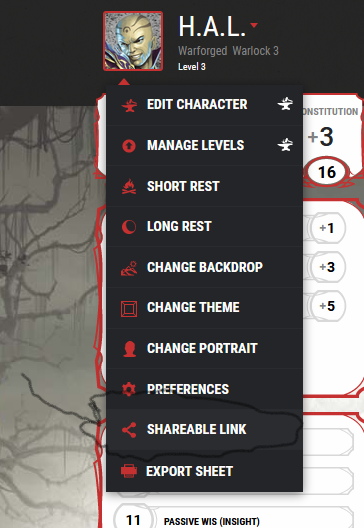 H.A.L.
Warforged Warlock 3
Level 3
EDIT CHARACTER
MANAGE LEVELS
SHORT REST
LONG REST
CHANGE BACKDROP
CHANGE THEME
CHANGE PORTRAIT
PREFERENCES
SHAREABLE LINK
EXPORT SHEET
ONSTITUTION
+3
16
+1
+3
+5
11 PASSIVE WIS (INSIGHT)